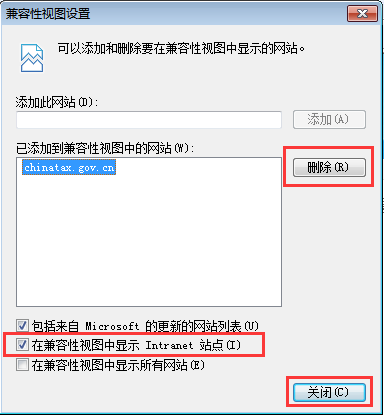 兼容性视图设置
可以添加和删除要在兼容性视图中显示的网站。
添加此网站(D):
添加(A)
已添加到兼容性视图中的网站(W):
chinatax.gov.cn
删除(R)
包括来自 Microsoft 的更新的网站列表(U)
在兼容性视图中显示 Intranet 站点(I)
在兼容性视图中显示所有网站(E)
关闭(C)